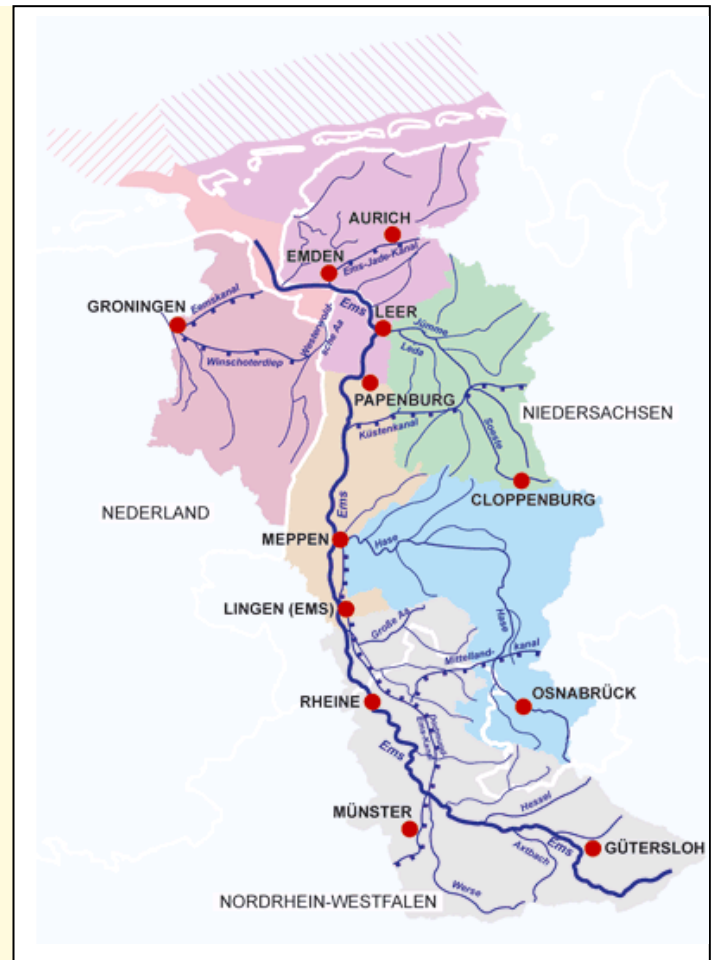 AURICH
EMDEN
Ems-Jade-Kanal
GRONINGEN
Eemskanal
Ems
LEER
Westerwold-
sche Aa
Jümme
Leda
Winschoterdiep
PAPENBURG
NIEDERSACHSEN
Küstenkanal
Soeste
CLOPPENBURG
Ems
NEDERLAND
MEPPEN
Hase
LINGEN (EMS)
Große Aa
Hase
Mittelland-
kanal
OSNABRÜCK
RHEINE
Ems
Dortmund-
Ems-Kanal
Hessel
MÜNSTER
Ems
GÜTERSLOH
Axtbach
Werse
NORDRHEIN-WESTFALEN